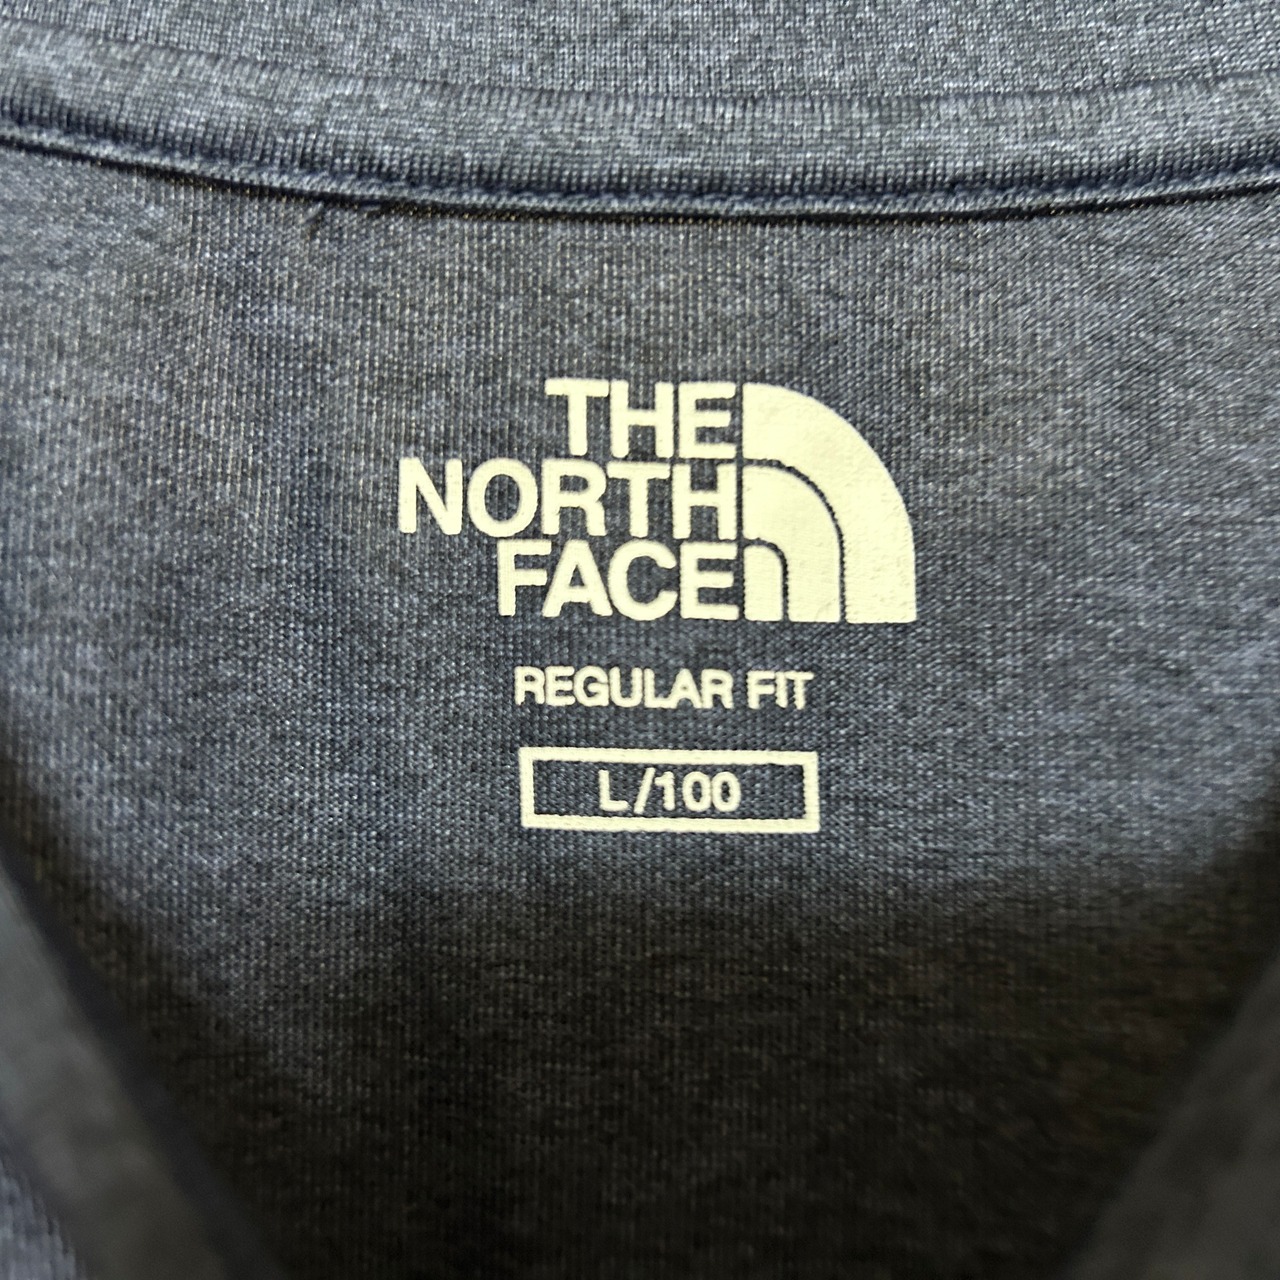 THE
NORTH
FACE
REGULAR FIT
L/100